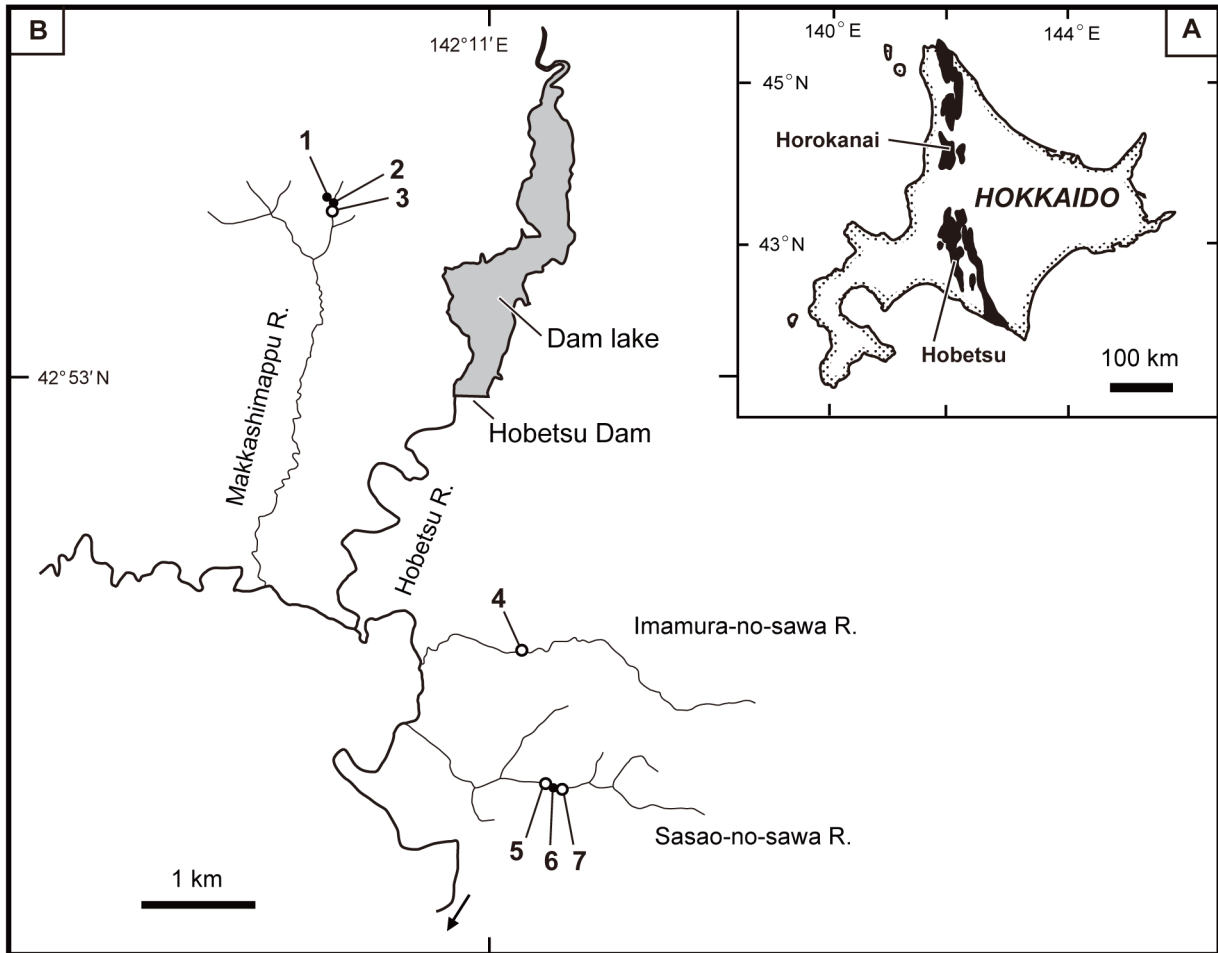 B
142°11′E
1
2
3
Dam lake
42°53′N
Makkashimappu R.
Hobetsu Dam
Hobetsu R.
4
Imamura-no-sawa R.
5
6
7
Sasao-no-sawa R.
1 km
A
140°E
144°E
45°N
Horokanai
HOKKAIDO
43°N
Hobetsu
100 km